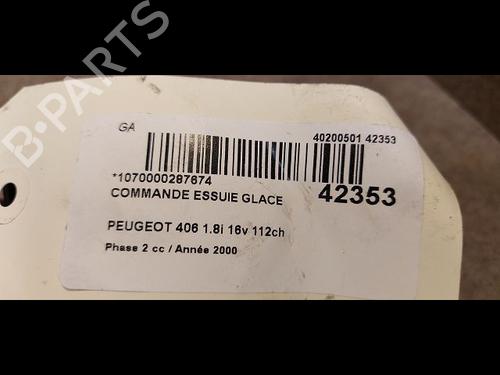 B-PARTS
GA
40200501 42353
*1070000287674
COMMANDE ESSUIE GLACE
42353
PEUGEOT 406 1.8i 16v 112ch
Phase 2 cc / Année 2000